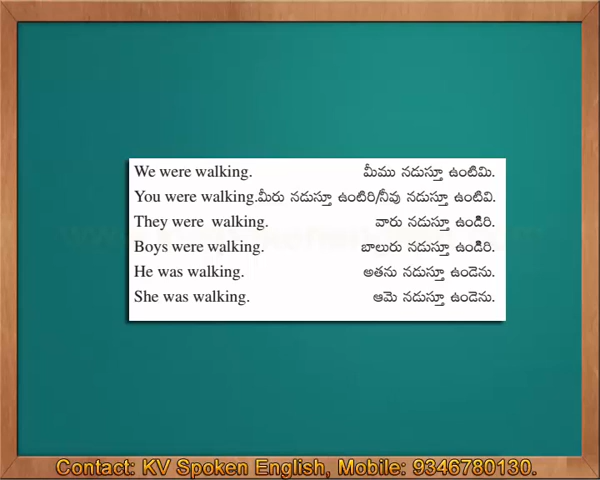 We were walking. మీము నడుస్తూ ఉంటిమి.
You were walking.మీరు నడుస్తూ ఉంటిరి/నీవు నడుస్తూ ఉంటివి.
They were walking. వారు నడుస్తూ ఉండిరి.
Boys were walking. బాలురు నడుస్తూ ఉండిరి.
He was walking. అతను నడుస్తూ ఉండెను.
She was walking. ఆమె నడుస్తూ ఉండెను.
Contact: KV Spoken English, Mobile: 9346780130.